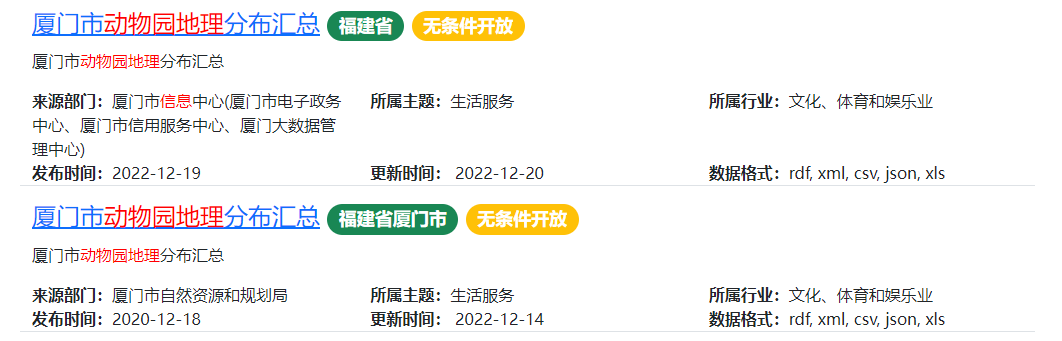 厦门市动物园地理分布汇总 福建省 无条件开放
厦门市动物园地理分布汇总
来源部门：厦门市信息中心(厦门市电子政务 所属主题：生活服务 所属行业：文化、体育和娱乐业
中心、厦门市信用服务中心、厦门大数据管
理中心)
发布时间：2022-12-19 更新时间： 2022-12-20 数据格式：rdf, xml, csv, json, xls
厦门市动物园地理分布汇总 福建省厦门市 无条件开放
厦门市动物园地理分布汇总
来源部门：厦门市自然资源和规划局 所属主题：生活服务 所属行业：文化、体育和娱乐业
发布时间：2020-12-18 更新时间： 2022-12-14 数据格式：rdf, xml, csv, json, xls